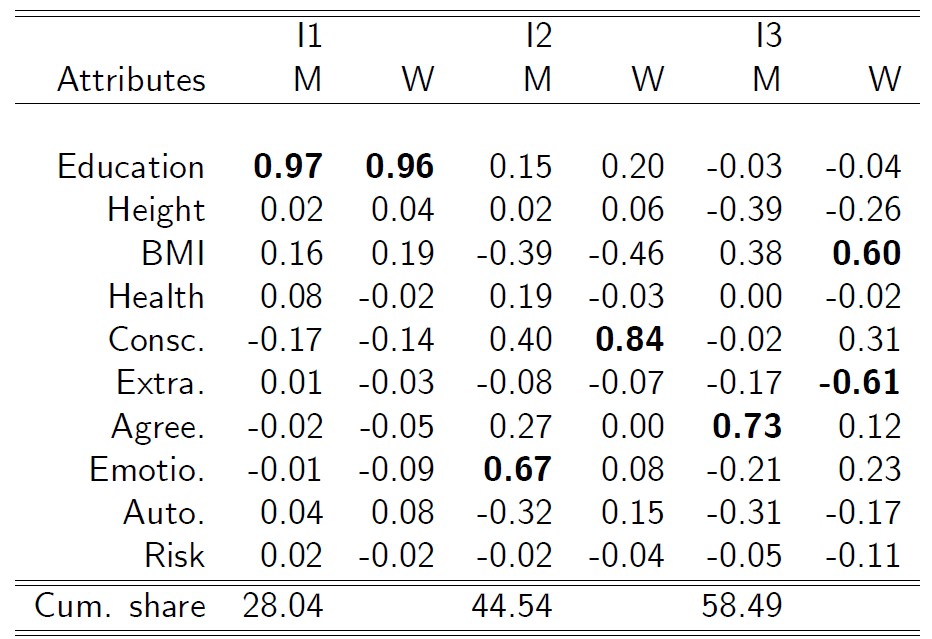 I1 I2 I3
Attributes M W M W M W
Education 0.97 0.96 0.15 0.20 -0.03 -0.04
Height 0.02 0.04 0.02 0.06 -0.39 -0.26
BMI 0.16 0.19 -0.39 -0.46 0.38 0.60
Health 0.08 -0.02 0.19 -0.03 0.00 -0.02
Consc. -0.17 -0.14 0.40 0.84 -0.02 0.31
Extra. 0.01 -0.03 -0.08 -0.07 -0.17 -0.61
Agree. -0.02 -0.05 0.27 0.00 0.73 0.12
Emotio. -0.01 -0.09 0.67 0.08 -0.21 0.23
Auto. 0.04 0.08 -0.32 0.15 -0.31 -0.17
Risk 0.02 -0.02 -0.02 -0.04 -0.05 -0.11
Cum. share 28.04 44.54 58.49